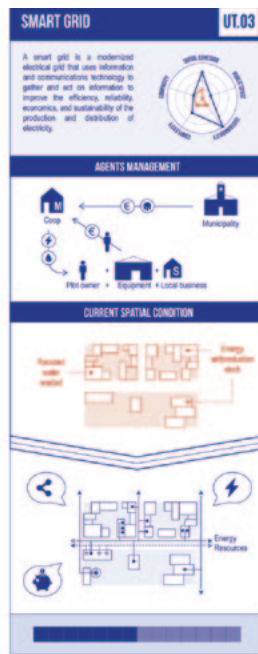 SMART GRID
UT.03
A smart grid is a modernized
electrical grid that uses information
and communications technology to
gather and act on information to
improve the efficiency, reliability,
economics, and sustainability of the
production and distribution of
electricity.
AGENTS MANAGEMENT
M
€
Coop
Municipality
€
S
Plot owner + Equipment + Local business
CURRENT SPATIAL CONDITION
Energy
Energy
Resources